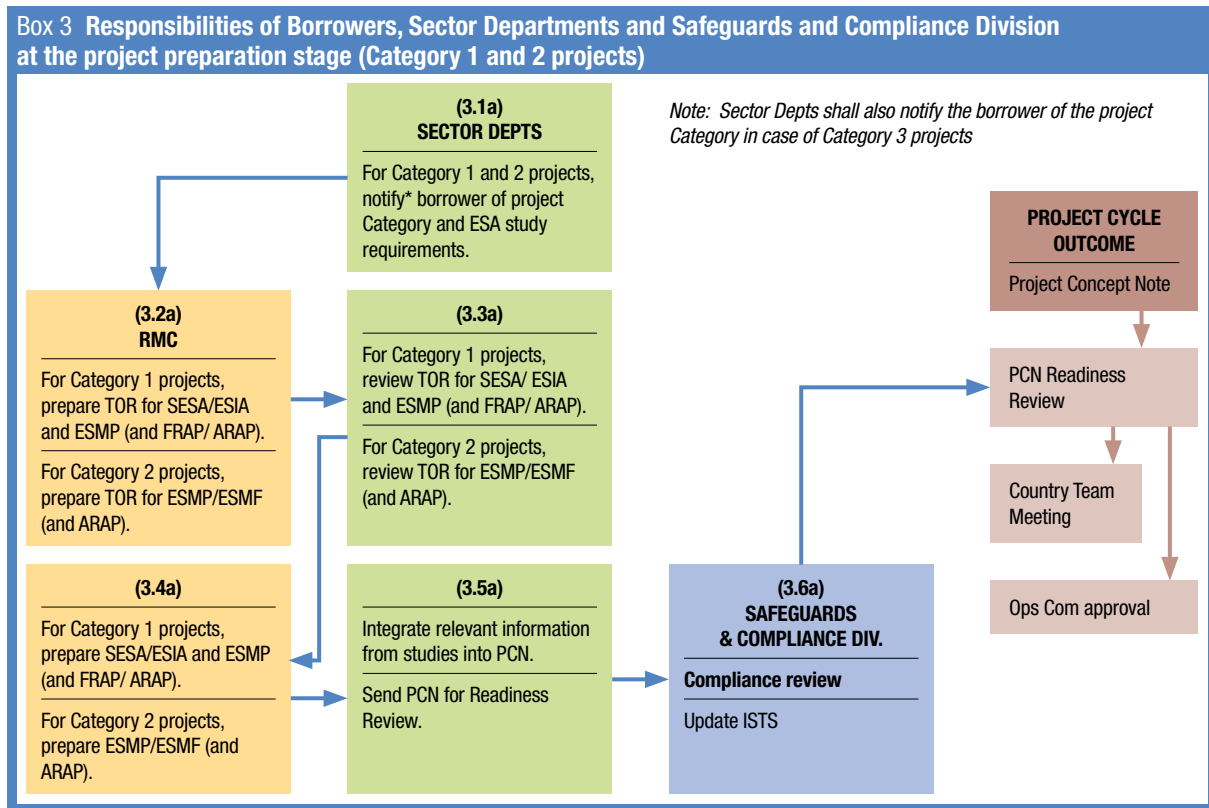 Box 3 Responsibilities of Borrowers, Sector Departments and Safeguards and Compliance Division
at the project preparation stage (Category 1 and 2 projects)
(3.1a)
SECTOR DEPTS
For Category 1 and 2 projects,
notify* borrower of project
Category and ESA study
requirements.
Note: Sector Depts shall also notify the borrower of the project
Category in case of Category 3 projects
(3.2a)
RMC
For Category 1 projects,
prepare TOR for SESA/ESIA
and ESMP (and FRAP/ ARAP).
For Category 2 projects,
prepare TOR for ESMP/ESMF
(and ARAP).
(3.3a)
For Category 1 projects,
review TOR for SESA/ ESIA
and ESMP (and FRAP/ ARAP).
For Category 2 projects,
review TOR for ESMP/ESMF
(and ARAP).
(3.4a)
For Category 1 projects,
prepare SESA/ESIA and ESMP
(and FRAP/ ARAP).
For Category 2 projects,
prepare ESMP/ESMF (and
ARAP).
(3.5a)
Integrate relevant information
from studies into PCN.
Send PCN for Readiness
Review.
(3.6a)
SAFEGUARDS
& COMPLIANCE DIV.
Compliance review
Update ISTS
PROJECT CYCLE
OUTCOME
Project Concept Note
PCN Readiness
Review
Country Team
Meeting
Ops Com approval